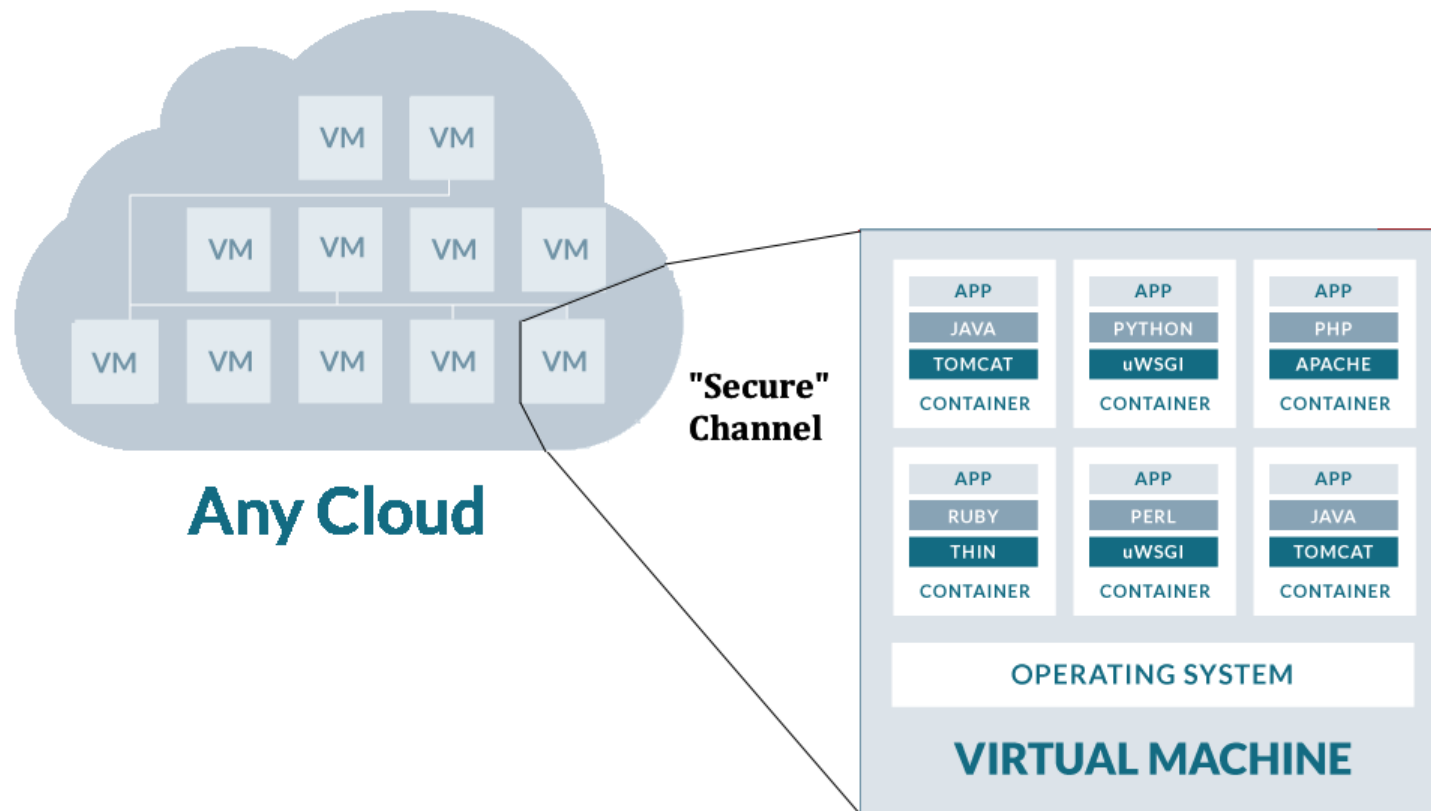 VM VM
VM VM VM VM
VM VM VM VM VM
Any Cloud
"Secure"
Channel
APP
JAVA
TOMCAT
CONTAINER
APP
PYTHON
uWSGI
CONTAINER
APP
PHP
APACHE
CONTAINER
APP
RUBY
THIN
CONTAINER
APP
PERL
uWSGI
CONTAINER
APP
JAVA
TOMCAT
CONTAINER
OPERATING SYSTEM
VIRTUAL MACHINE